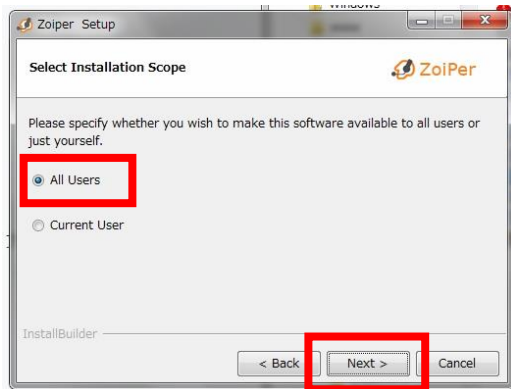 Windows
Zoiper Setup
Select Installation Scope
ZoiPer
Please specify whether you wish to make this software available to all users or
just yourself.
All Users
Current User
InstallBuilder
< Back
Next >
Cancel